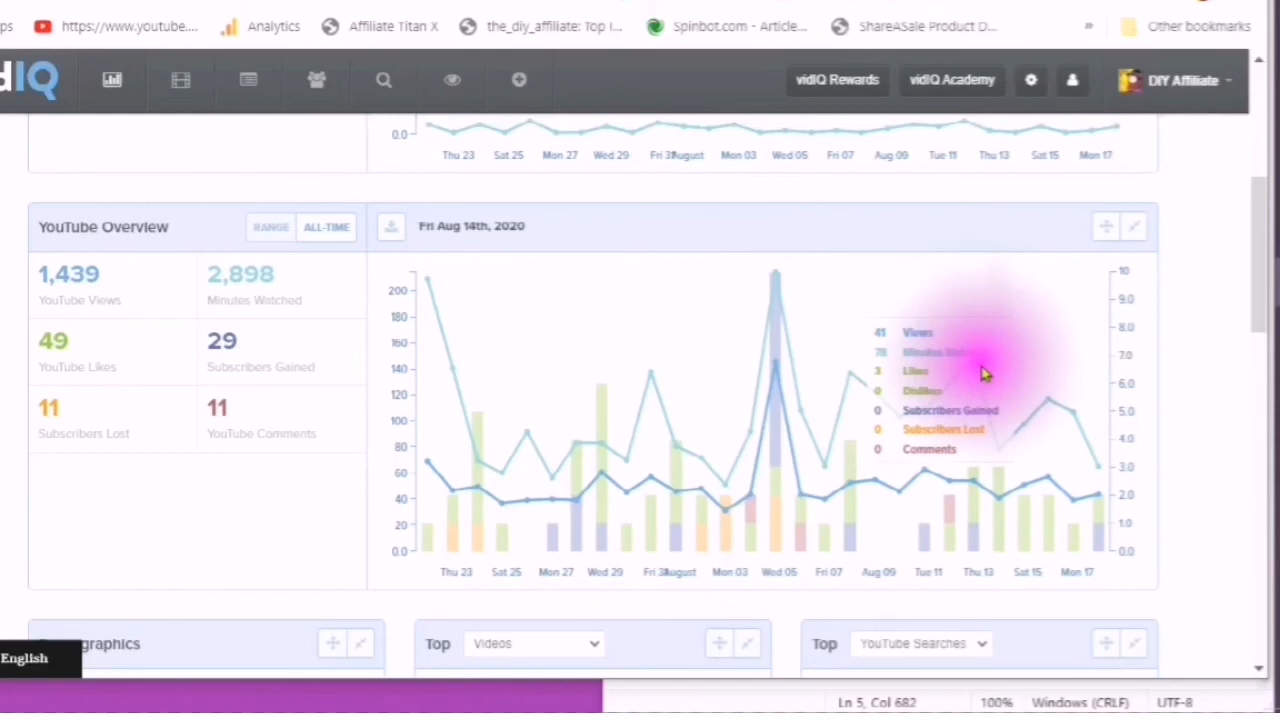 ps https://www.youtube.... Analytics Affiliate Titan X the_diy_affiliate: Top I... Spinbot.com - Article... ShareASale Product D... » Other bookmarks
dIQ vidIQ Rewards vidIQ Academy DIY Affiliate
0.0
Thu 23 Sat 25 Mon 27 Wed 29 Fri 31 August Mon 03 Wed 05 Fri 07 Aug 09 Tue 11 Thu 13 Sat 15 Mon 17
YouTube Overview RANGE ALL-TIME Fri Aug 14th, 2020
1,439 2,898
YouTube Views Minutes Watched
49 29
YouTube Likes Subscribers Gained
11 11
Subscribers Lost YouTube Comments
200
180
160
140
120
100
80
60
40
20
0.0
41 Views
78 Minutes
3 Likes
0 Dislikes
0 Subscribers Gained
0 Subscribers Lost
0 Comments
10
9.0
8.0
7.0
6.0
5.0
4.0
3.0
2.0
1.0
0.0
Thu 23 Sat 25 Mon 27 Wed 29 Fri 31 August Mon 03 Wed 05 Fri 07 Aug 09 Tue 11 Thu 13 Sat 15 Mon 17
graphics Top Videos Top YouTube Searches
English
Ln 5, Col 682 100% Windows (CRLF) UTF-8